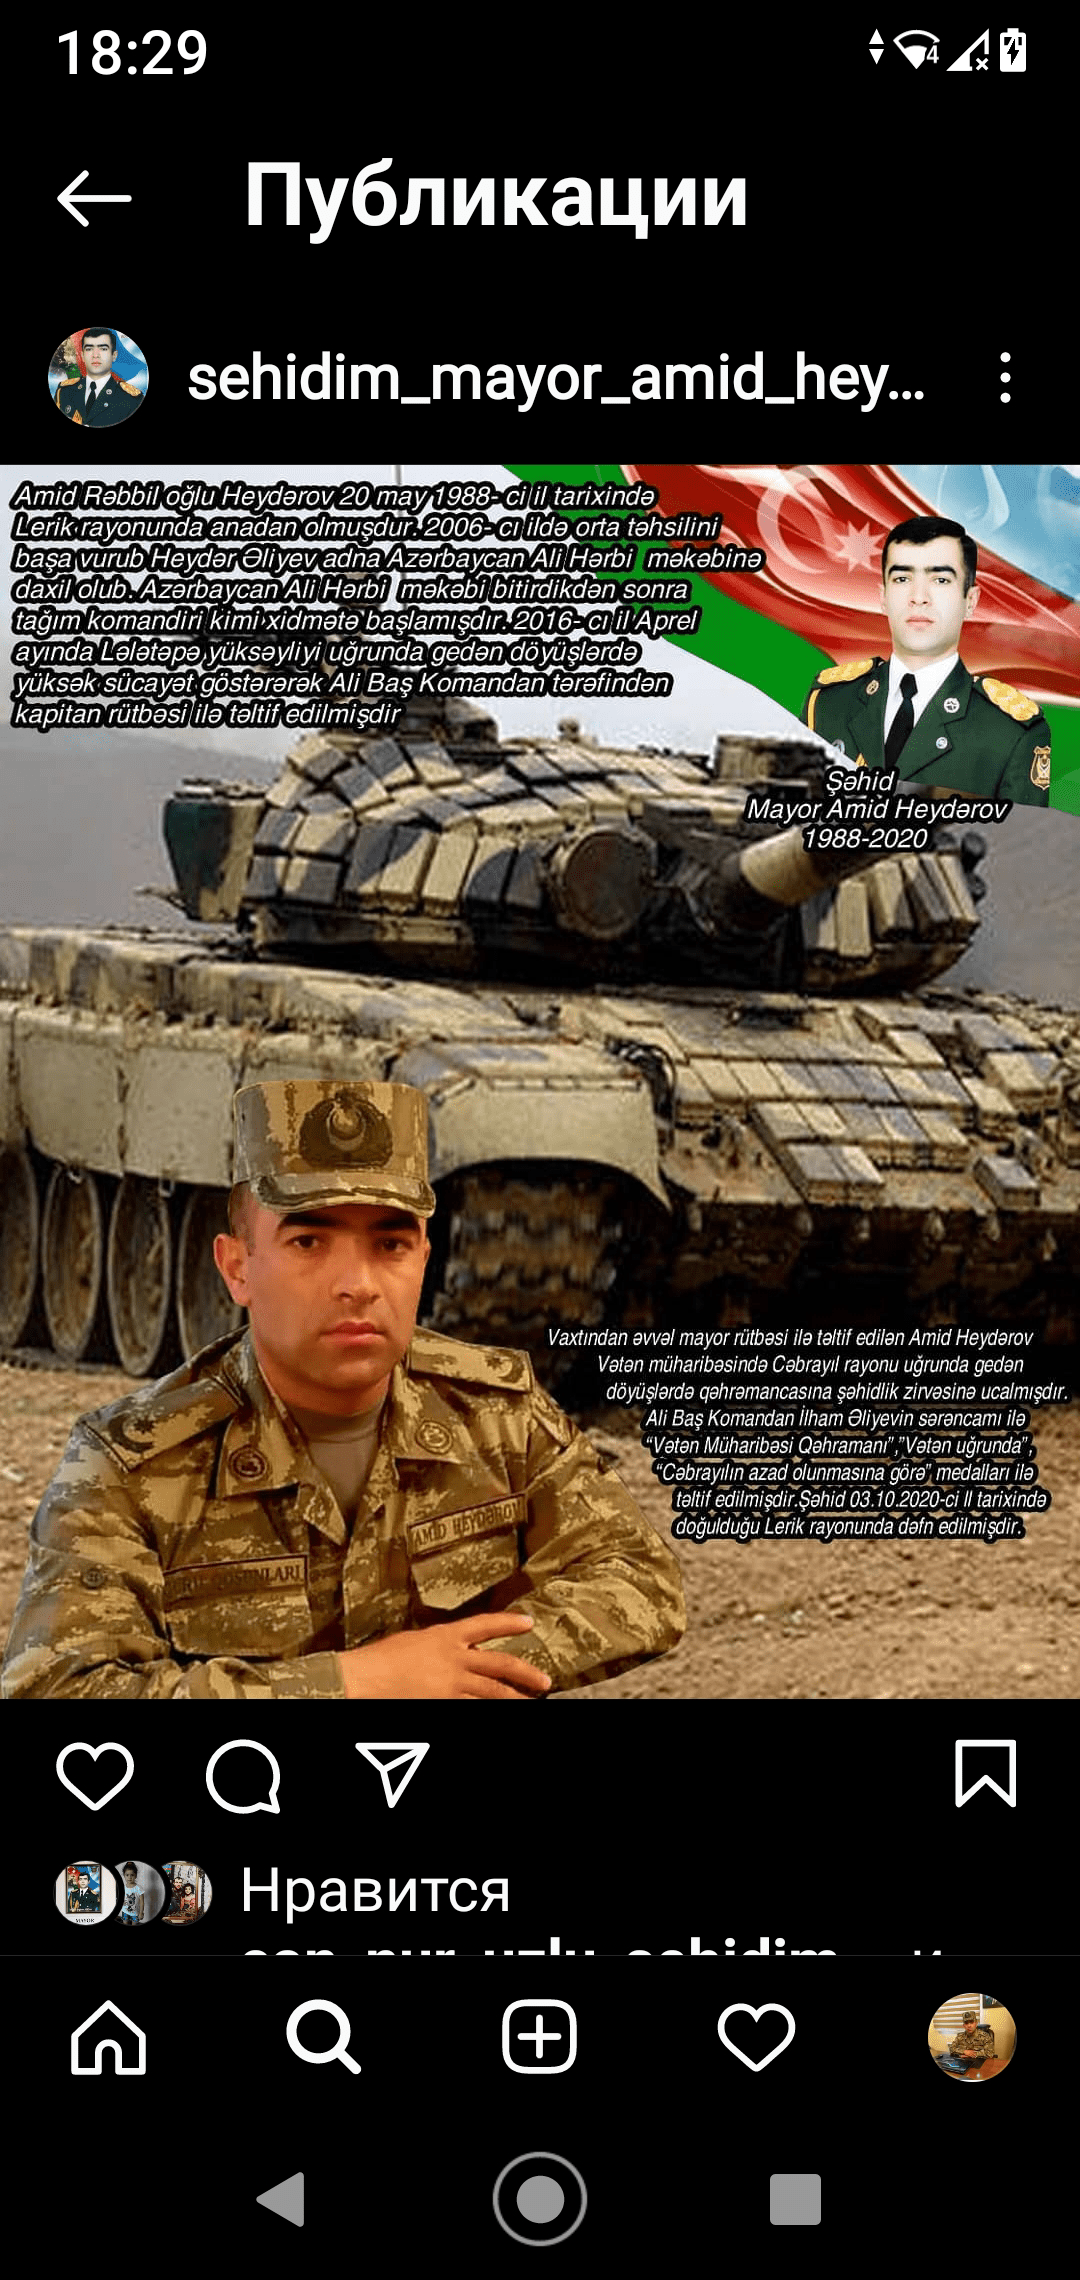 18:29
4
Публикации
sehidim_mayor_amid_hey...
Amid Rəbbil oğlu Heydərov 20 may 1988- ci il tarixində
Lerik rayonunda anadan olmuşdur. 2006- cı ildə orta təhsilini
başa vurub Heydər Əliyev adna Azərbaycan Ali Hərbi məkəbinə
daxil olub. Azərbaycan Ali Hərbi məkəbi bitirdikdən sonra
tağım komandiri kimi xidmətə başlamışdır. 2016- cı il Aprel
ayında Lələtəpə yüksəyliyi uğrunda gedən döyüşlərdə
yüksək sücayət göstərərək Ali Baş Komandan tərəfindən
kapitan rütbəsi ilə təltif edilmişdir
Şəhid
Mayor Amid Heydərov
1988-2020
Vaxtından əvvəl mayor rütbəsi ilə təltif edilən Amid Heydərov
Vətən müharibəsində Cəbrayıl rayonu uğrunda gedən
döyüşlərdə qəhrəmancasına şəhidlik zirvəsinə ucalmışdır.
Ali Baş Komandan İlham Əliyevin sərəncamı ilə
“Vətən Müharibəsi Qəhramanı”,”Vətən uğrunda”,
“Cəbrayılın azad olunmasına görə” medalları ilə
təltif edilmişdir.Şəhid 03.10.2020-ci Il tarixində
doğulduğu Lerik rayonunda dəfn edilmişdir.
AMID HEYDƏROV
MAYOR
Нравится